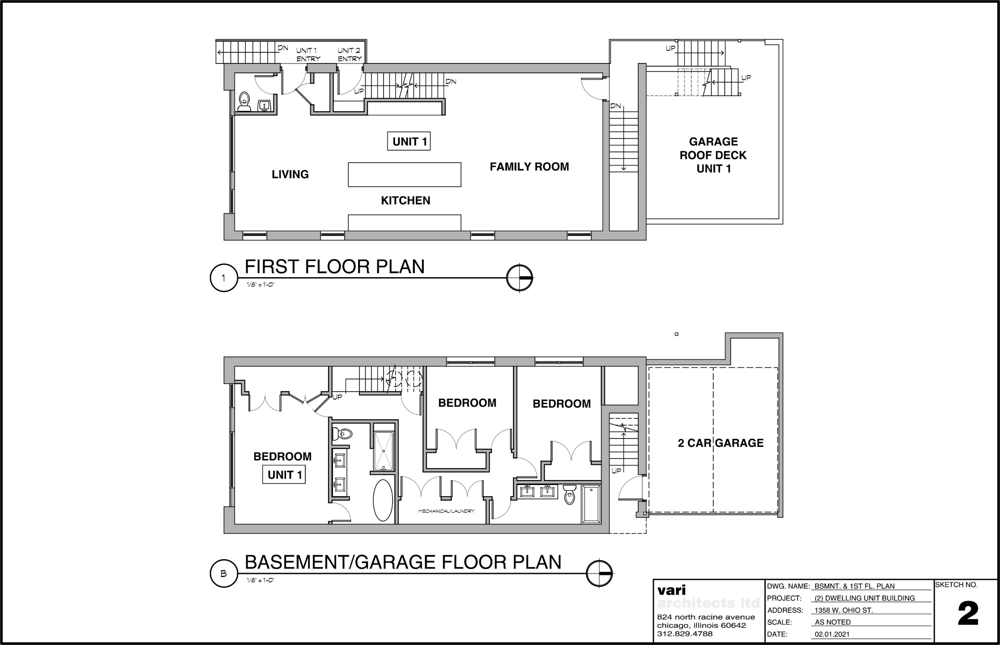 DN
UNIT 1
ENTRY
UNIT 2
ENTRY
UP
DN
UP
UP
DN
UNIT 1
LIVING
KITCHEN
FAMILY ROOM
GARAGE
ROOF DECK
UNIT 1
1
FIRST FLOOR PLAN
1/8" = 1'-0"
UP
BEDROOM
BEDROOM
BEDROOM
UNIT 1
UP
2 CAR GARAGE
MECHANICAL/LAUNDRY
B
BASEMENT/GARAGE FLOOR PLAN
1/8" = 1'-0"
vari
architects ltd
824 north racine avenue
chicago, illinois 60642
312.829.4788
DWG. NAME: BSMNT. & 1ST FL. PLAN
PROJECT: (2) DWELLING UNIT BUILDING
ADDRESS: 1358 W. OHIO ST.
SCALE: AS NOTED
DATE: 02.01.2021
SKETCH NO.
2